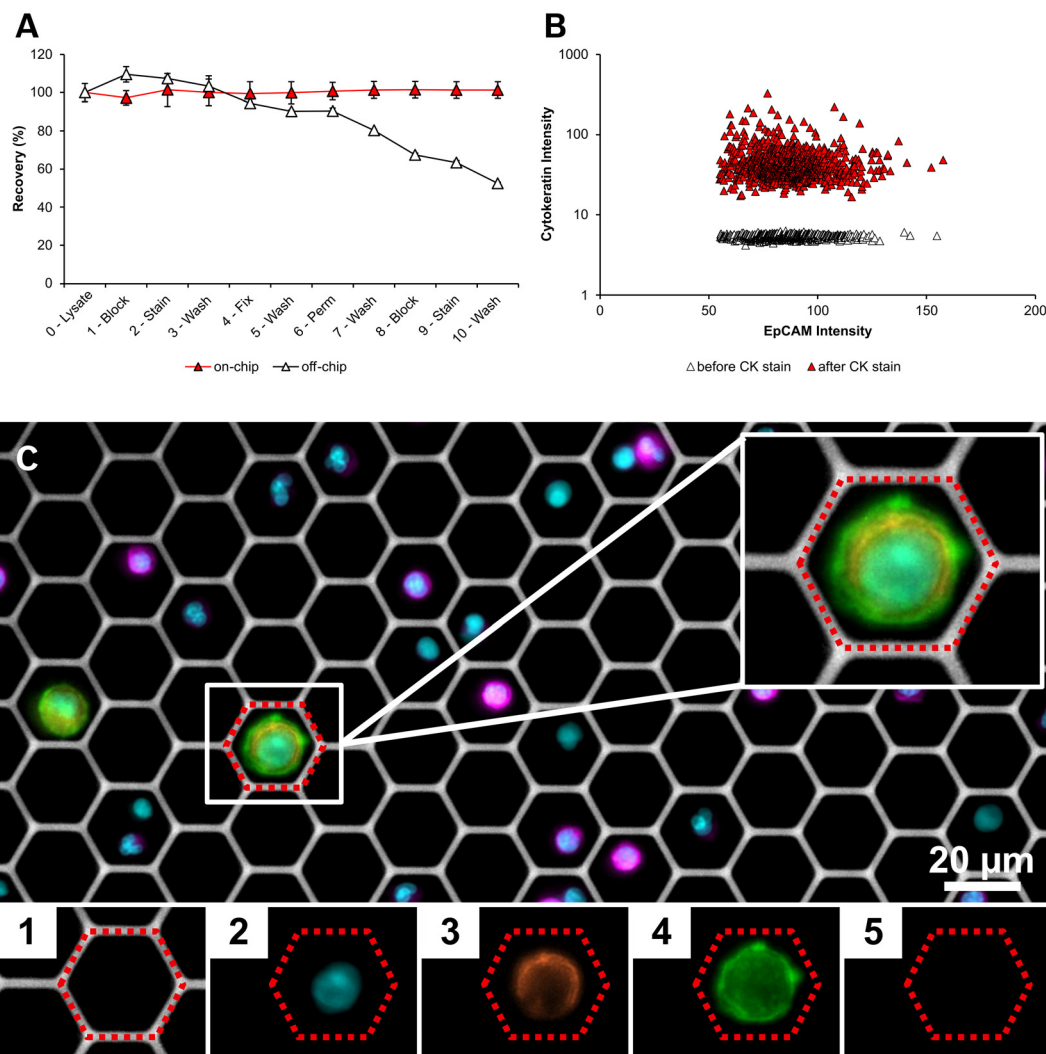 A
120
100
80
60
40
20
0
Recovery (%)
0 - Lysate
1 - Block
2 - Stain
3 - Wash
4 - Fix
5 - Wash
6 - Perm
7 - Wash
8 - Block
9 - Stain
10 - Wash
on-chip
off-chip
B
1000
100
10
1
Cytokeratin Intensity
0
50
100
150
200
EpCAM Intensity
before CK stain
after CK stain
C
20 µm
1
2
3
4
5